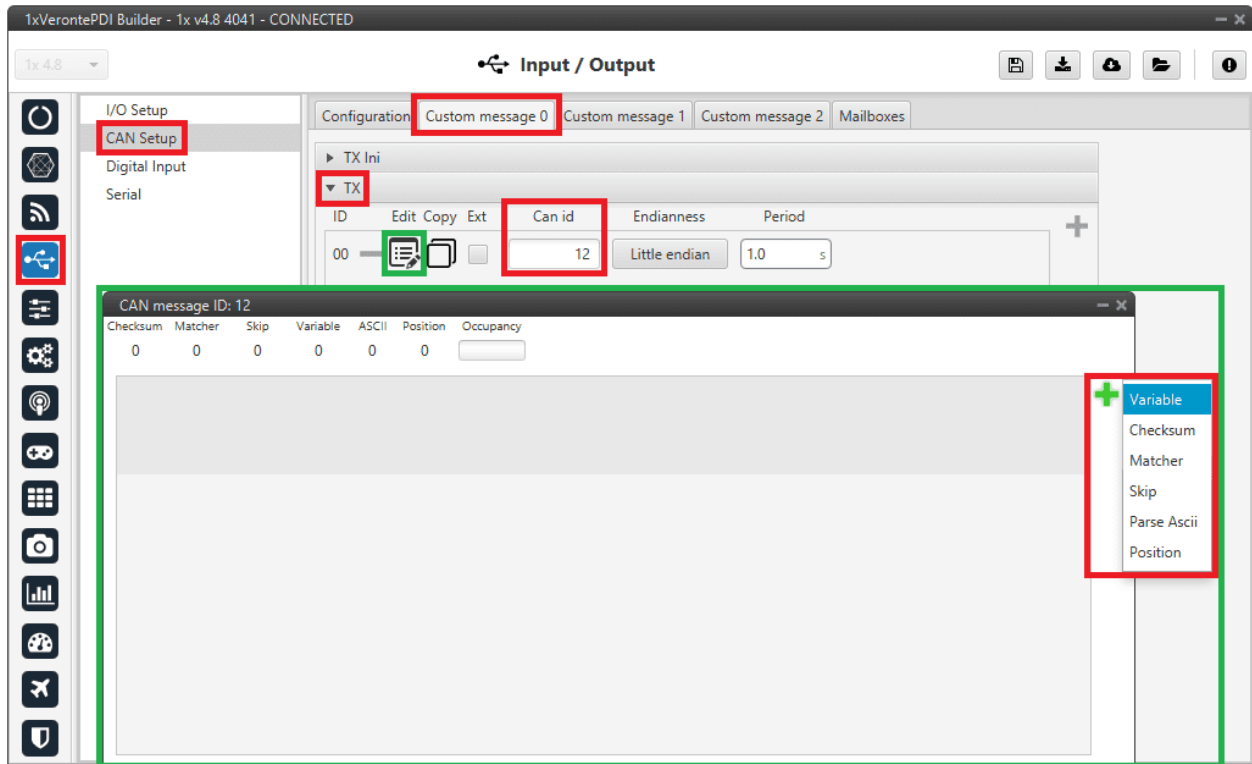 1xVerontePDI Builder - 1x v4.8 4041 - CONNECTED
1x 4.8
Input / Output
I/O Setup
CAN Setup
Digital Input
Serial
Configuration Custom message 0 Custom message 1 Custom message 2 Mailboxes
TX Ini
TX
ID Edit Copy Ext Can id Endianness Period
00 12 Little endian 1.0 s
CAN message ID: 12
Checksum Matcher Skip Variable ASCII Position Occupancy
0 0 0 0 0 0
Variable
Checksum
Matcher
Skip
Parse Ascii
Position